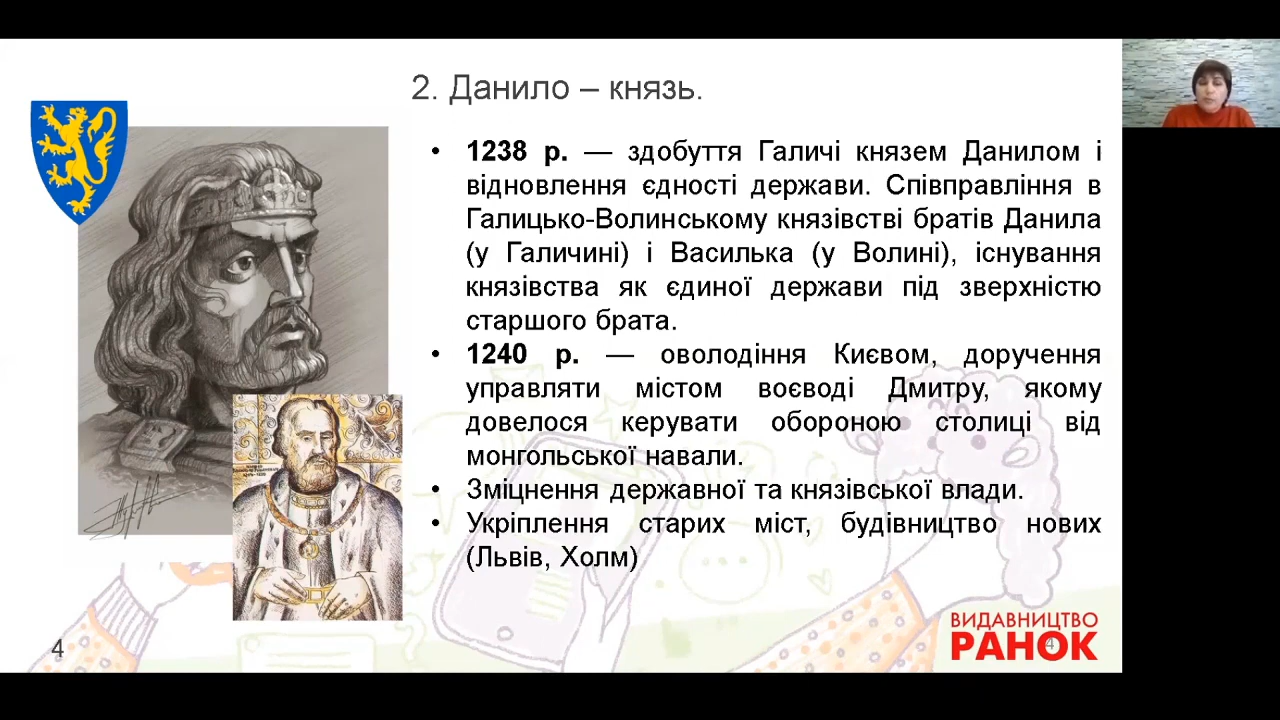 2. Данило – князь.
• 1238 р. — здобуття Галичі князем Данилом і
відновлення єдності держави. Співправління в
Галицько-Волинському князівстві братів Данила
(у Галичині) і Василька (у Волині), існування
князівства як єдиної держави під зверхністю
старшого брата.
• 1240 р. — оволодіння Києвом, доручення
управляти містом воєводі Дмитру, якому
довелося керувати обороною столиці від
монгольської навали.
• Зміцнення державної та князівської влади.
• Укріплення старих міст, будівництво нових
(Львів, Холм)
ВИДАВНИЦТВО
РАНОК
4
4